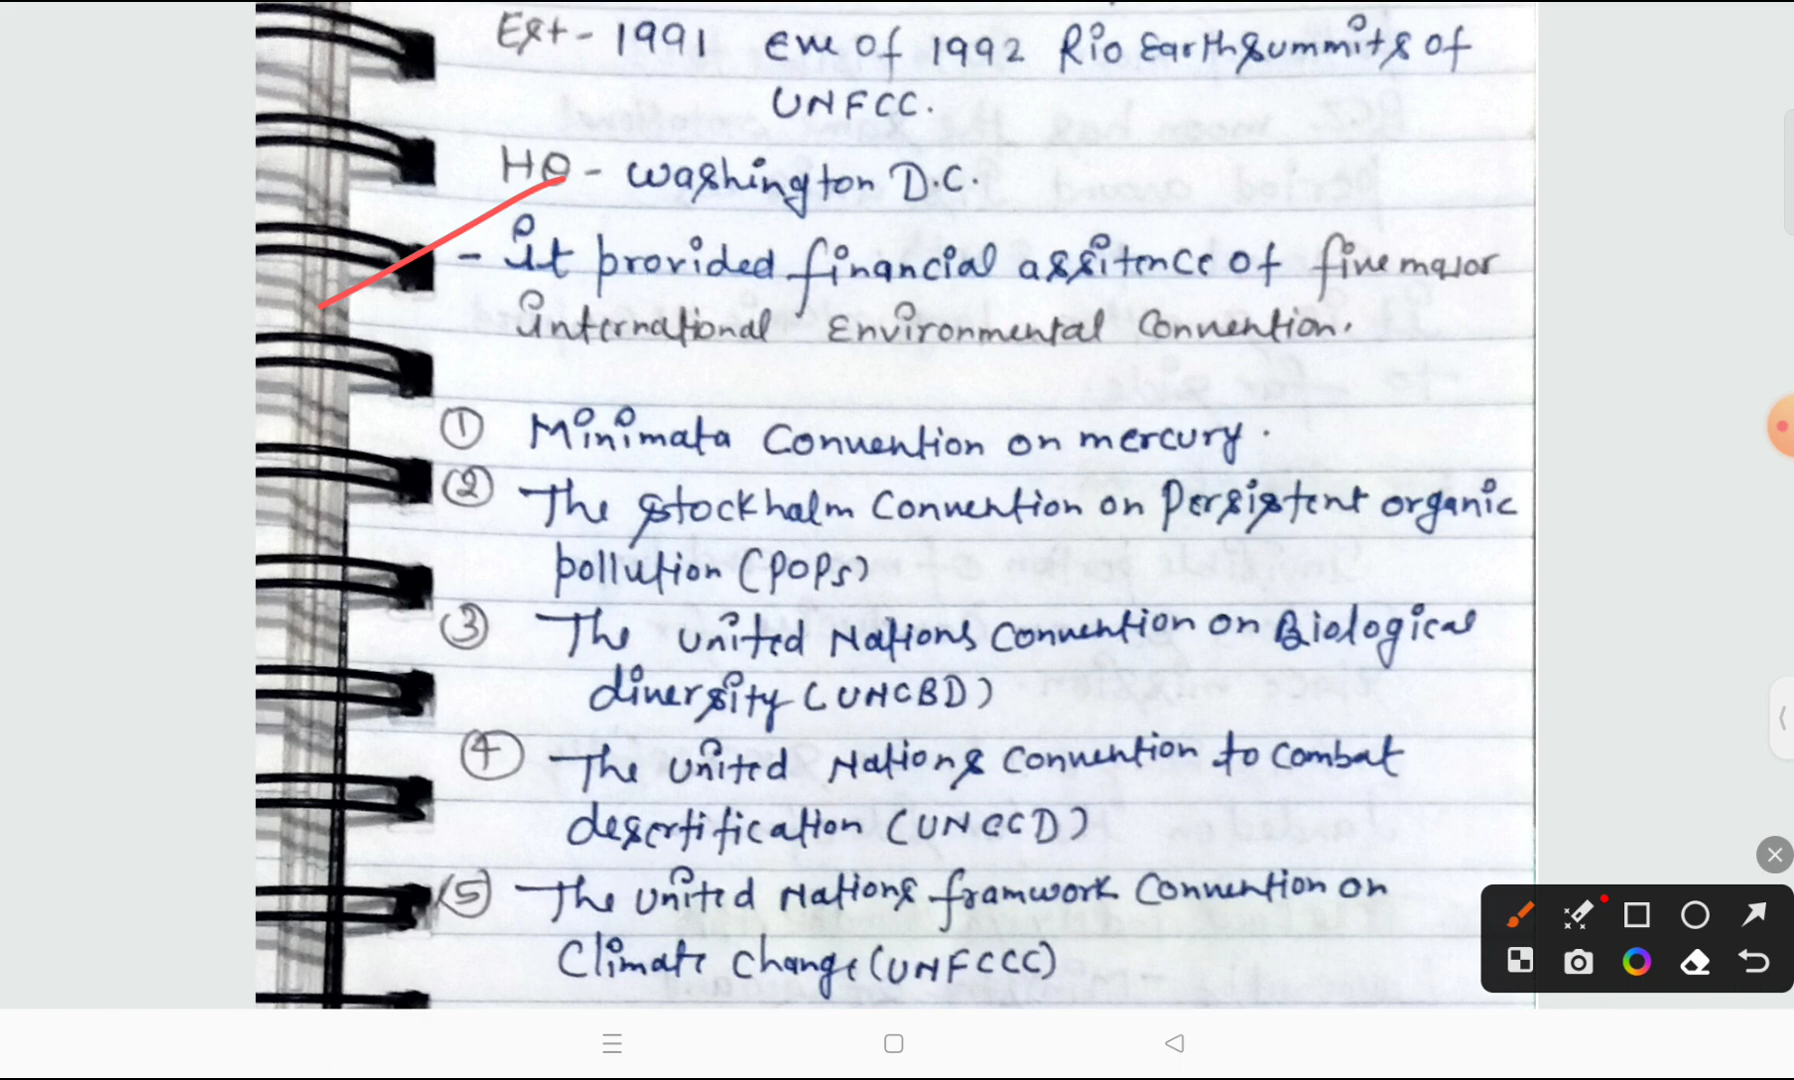 Est - 1991 Eve of 1992 Rio Earth summits of
UNFCC.
HQ - Washington D.C.
- It provided financial assitence of five major
International Environmental Convention.
① Minimata Convention on mercury.
② The Stockhalm Convention on Persistent organic
pollution (POPs)
③ The United Nations Convention on Biological
diversity (UNCBD)
④ The United Nations Convention to Combat
desertification (UNCCD)
(5) The United Nations framwork Convention on
Climate Change (UNFCCC)